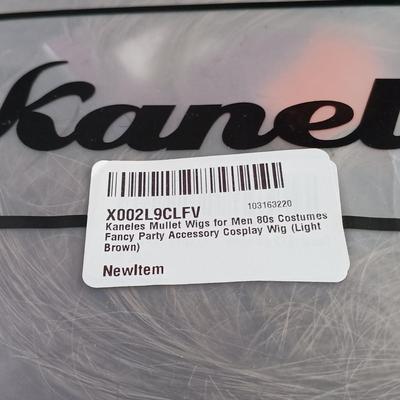 Kanel
X002L9CLFV 103163220
Kaneles Mullet Wigs for Men 80s Costumes
Fancy Party Accessory Cosplay Wig (Light
Brown)
NewItem